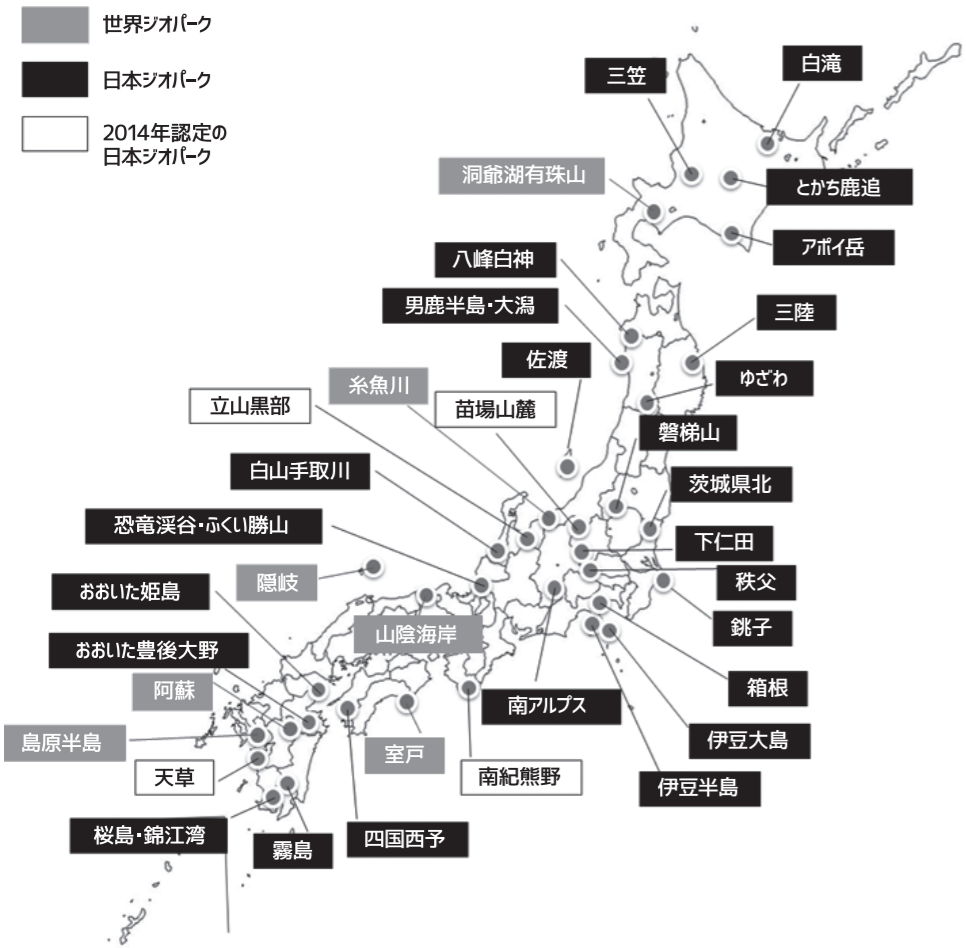 世界ジオパーク
日本ジオパーク
2014年認定の
日本ジオパーク
白滝
三笠
洞爺湖有珠山
とかち鹿追
アポイ岳
八峰白神
男鹿半島・大潟
三陸
佐渡
糸魚川
ゆざわ
立山黒部
苗場山麓
磐梯山
白山手取川
茨城県北
恐竜渓谷・ふくい勝山
下仁田
隠岐
秩父
おおいた姫島
山陰海岸
銚子
おおいた豊後大野
阿蘇
箱根
南アルプス
島原半島
室戸
伊豆大島
天草
南紀熊野
伊豆半島
桜島・錦江湾
霧島
四国西予